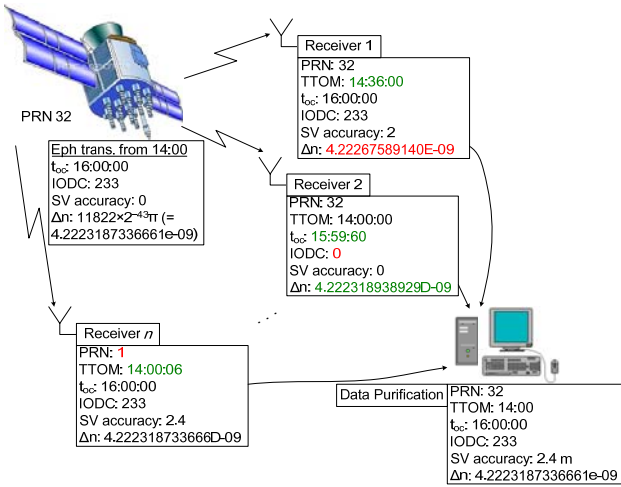 PRN 32
Eph trans. from 14:00
toc: 16:00:00
IODC: 233
SV accuracy: 0
Δn: 11822×2⁻⁴³π (=
4.2223187336661e-09)
Receiver 1
PRN: 32
TTOM: 14:36:00
toc: 16:00:00
IODC: 233
SV accuracy: 2
Δn: 4.22267589140E-09
Receiver 2
PRN: 32
TTOM: 14:00:00
toc: 15:59:60
IODC: 0
SV accuracy: 0
Δn: 4.222318938929D-09
...
Receiver n
PRN: 1
TTOM: 14:00:06
toc: 16:00:00
IODC: 233
SV accuracy: 2.4
Δn: 4.222318733666D-09
Data Purification
PRN: 32
TTOM: 14:00
toc: 16:00:00
IODC: 233
SV accuracy: 2.4 m
Δn: 4.2223187336661e-09